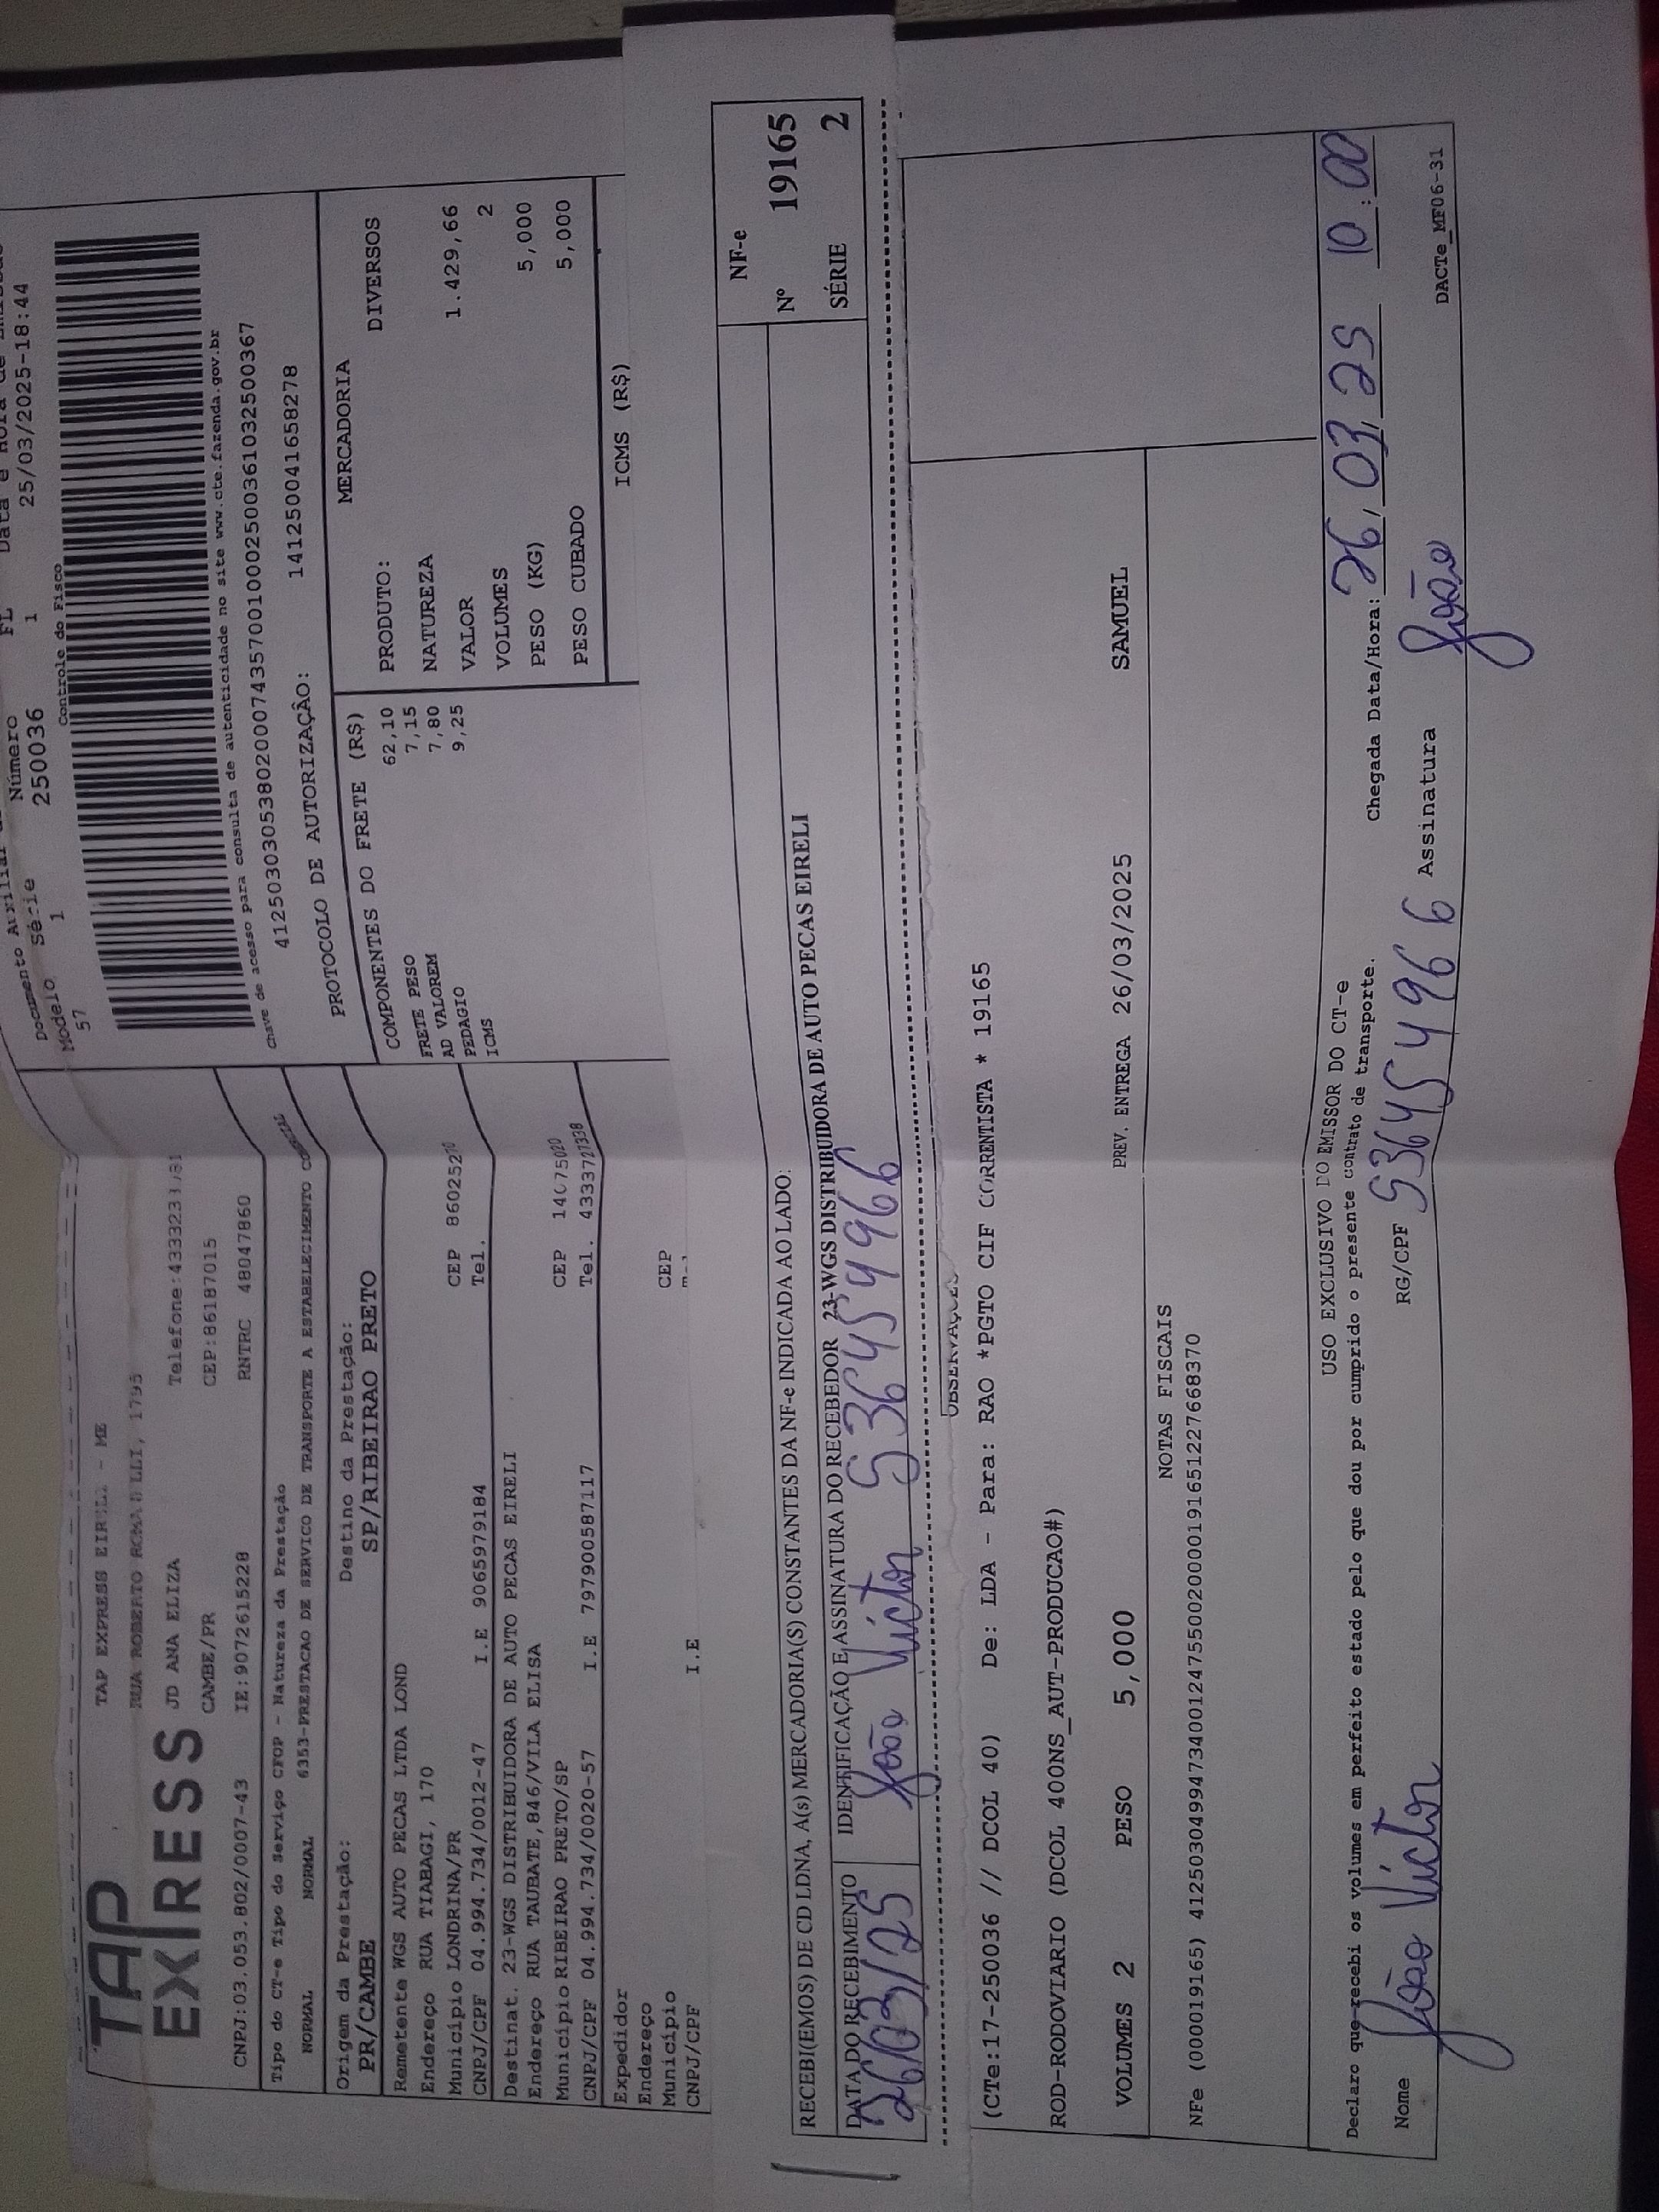 TAP
EXPRESS
TAP EXPRESS EIRELI - ME
RUA ROBERTO ROMANELLI, 1795
JD ANA ELIZA
CAMBE/PR
CEP:86187015
CNPJ:03.053.802/0007-43 IE:9072615228 RNTRC 48047860
Tipo do CT-e Tipo do Serviço CFOP - Natureza da Prestação
NORMAL NORMAL 6353-PRESTACAO DE SERVICO DE TRANSPORTE A ESTABELECIMENTO
Origem da Prestação: Destino da Prestação:
PR/CAMBE SP/RIBEIRAO PRETO
Remetente WGS AUTO PECAS LTDA LOND
Endereço RUA TIABAGI, 170
Município LONDRINA/PR CEP 86025270
CNPJ/CPF 04.994.734/0012-47 I.E 9065979184 Tel.
Destinat. 23-WGS DISTRIBUIDORA DE AUTO PECAS EIRELI
Endereço RUA TAUBATE,846/VILA ELISA
Município RIBEIRAO PRETO/SP CEP 14075020
CNPJ/CPF 04.994.734/0020-57 I.E 797900587117 Tel. 433372​7338
Expedidor
Endereço
Município CEP
CNPJ/CPF I.E
Documento Auxiliar
Modelo Série Número FL Data e Hora de
57 1 250036 1 25/03/2025-18:44
Controle do Fisco
Chave de acesso para consulta de autenticidade no site www.cte.fazenda.gov.br
41250303053802000743570010002500361032500367
PROTOCOLO DE AUTORIZAÇÃO: 141250041658278
COMPONENTES DO FRETE (R$)
FRETE PESO 62,10
AD VALOREM 7,15
PEDAGIO 7,80
ICMS 9,25
MERCADORIA
PRODUTO: DIVERSOS
NATUREZA
VALOR 1.429,66
VOLUMES 2
PESO (KG) 5,000
PESO CUBADO 5,000
ICMS (R$)
RECEBI(EMOS) DE CD LDNA, A(s) MERCADORIA(S) CONSTANTES DA NF-e INDICADA AO LADO:
NF-e
Nº 19165
SÉRIE 2
DATA DO RECEBIMENTO IDENTIFICAÇÃO E ASSINATURA DO RECEBEDOR 23-WGS DISTRIBUIDORA DE AUTO PECAS EIRELI
26/03/25 João Victor 536454966
OBSERVAÇÕES
(CTe:17-250036 // DCOL 40) De: LDA - Para: RAO *PGTO CIF CORRENTISTA * 19165
ROD-RODOVIARIO (DCOL 400NS_AUT-PRODUCAO#)
VOLUMES 2 PESO 5,000 PREV. ENTREGA 26/03/2025 SAMUEL
NOTAS FISCAIS
NFe (000019165) 41250304994734001247550020000191651227668370
USO EXCLUSIVO DO EMISSOR DO CT-e
Declaro que recebi os volumes em perfeito estado pelo que dou por cumprido o presente contrato de transporte. Chegada Data/Hora: 26/03/25 10:00
Nome João Victor RG/CPF 536454966 Assinatura João
DACTe_MF06-31